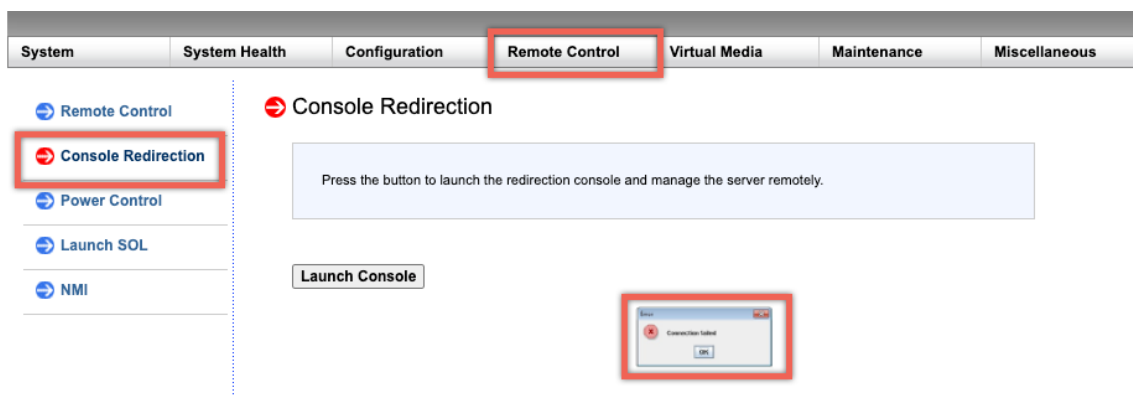 System System Health Configuration Remote Control Virtual Media Maintenance Miscellaneous
Remote Control
Console Redirection
Power Control
Launch SOL
NMI
Console Redirection
Press the button to launch the redirection console and manage the server remotely.
Launch Console
Error
Connection failed
OK